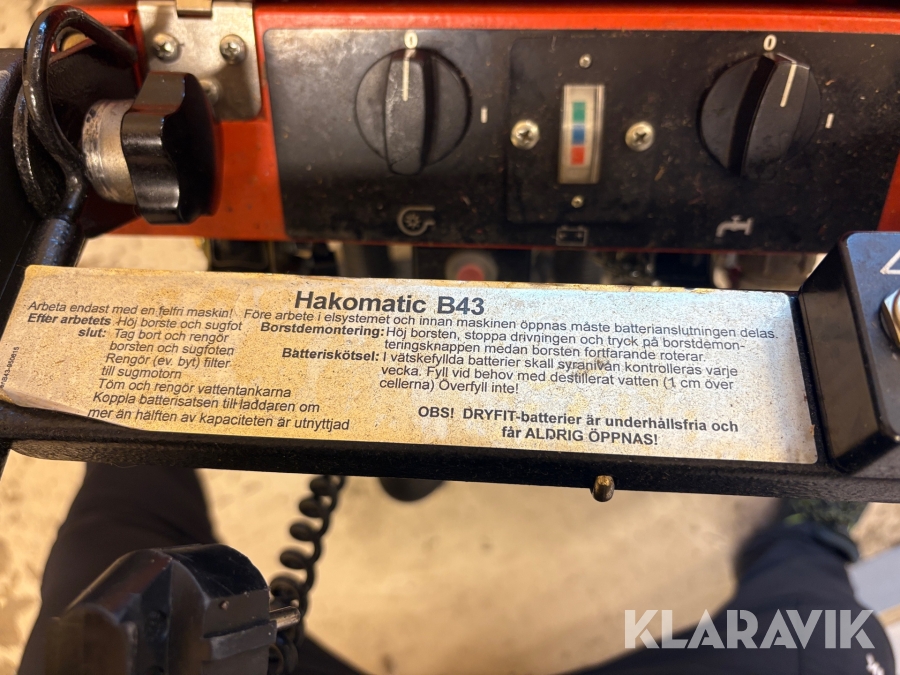 0
0
Hakomatic B43
Arbeta endast med en felfri maskin!
Före arbete i elsystemet och innan maskinen öppnas måste batterianslutningen delas.
Efter arbetets slut: Höj borste och sugfot
Tag bort och rengör
borsten och sugfoten
Rengör (ev. byt) filter
till sugmotorn
Töm och rengör vattentankarna
Koppla batterisatsen till laddaren om
mer än hälften av kapaciteten är utnyttjad
Borstdemontering: Höj borsten, stoppa drivningen och tryok på borstdemon-
teringsknappen medan borsten fortfarande roterar.
Batteriskötsel: I vätskefyllda batterier skall syranivån kontrolleras varje
vecka. Fyll vid behov med destillerat vatten (1 cm över
cellerna) Överfyll inte!
OBS! DRYFIT-batterier är underhållsfria och
får ALDRIG ÖPPNAS!
KLARAVIK